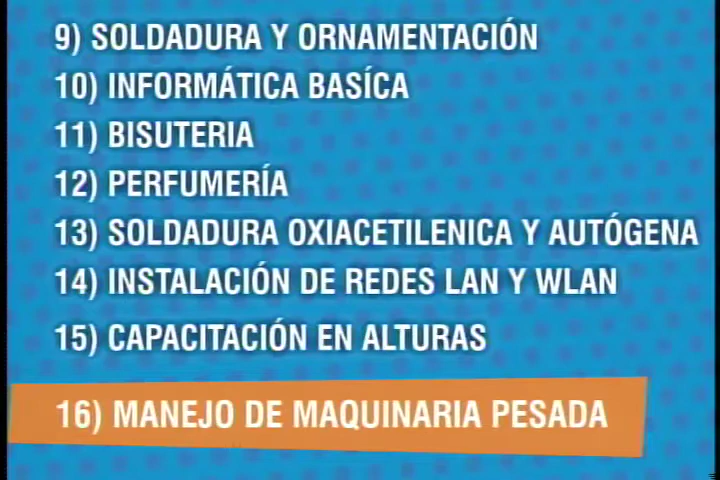 9) SOLDADURA Y ORNAMENTACIÓN
10) INFORMÁTICA BASÍCA
11) BISUTERIA
12) PERFUMERÍA
13) SOLDADURA OXIACETILENICA Y AUTÓGENA
14) INSTALACIÓN DE REDES LAN Y WLAN
15) CAPACITACIÓN EN ALTURAS
16) MANEJO DE MAQUINARIA PESADA